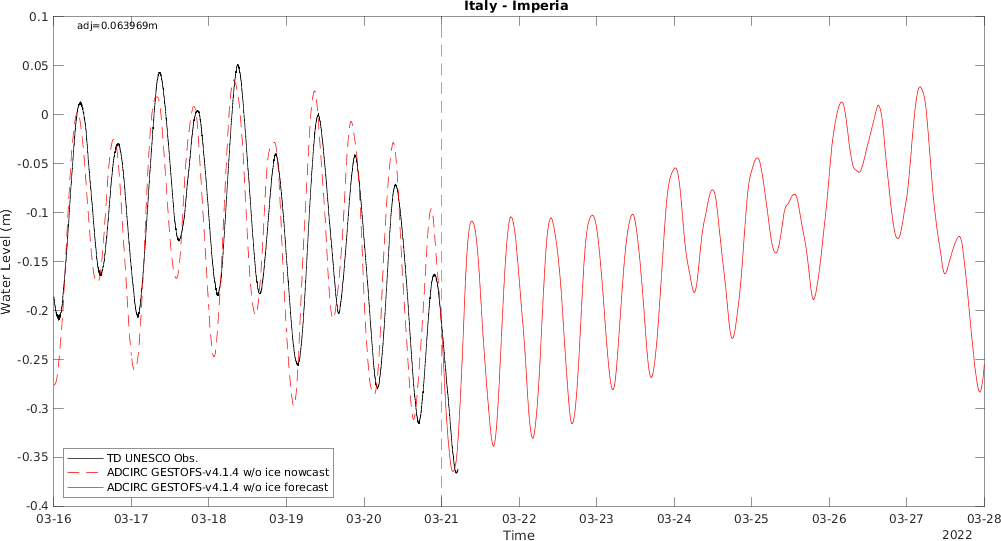 Italy - Imperia
adj=0.063969m
0.1
0.05
0
-0.05
-0.1
-0.15
-0.2
-0.25
-0.3
-0.35
-0.4
Water Level (m)
TD UNESCO Obs.
ADCIRC GESTOFS-v4.1.4 w/o ice nowcast
ADCIRC GESTOFS-v4.1.4 w/o ice forecast
03-16 03-17 03-18 03-19 03-20 03-21 03-22 03-23 03-24 03-25 03-26 03-27 03-28
Time
2022